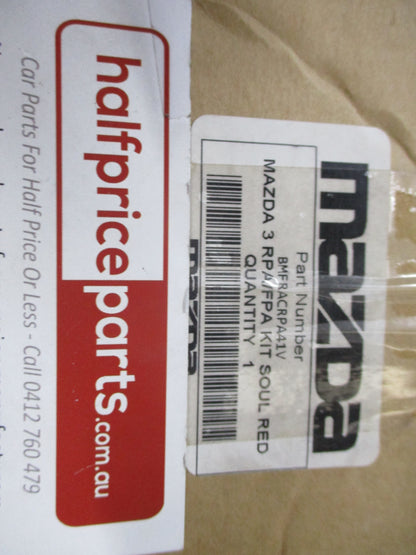 halfpriceparts.com.au
Car Parts For Half Price Or Less - Call 0412 760 479
mazda
Part Number
BMFRACRPA41V
MAZDA 3 RPA/FPA KIT SOUL RED
QUANTITY 1
mazda